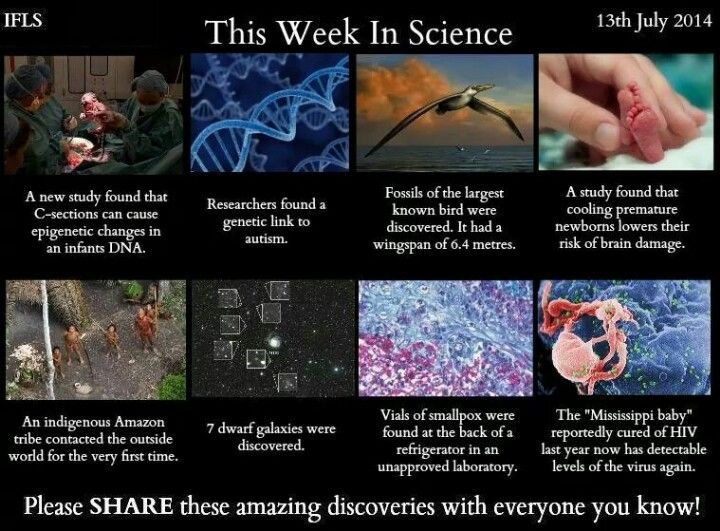 IFLS
This Week In Science
13th July 2014
A new study found that
C-sections can cause
epigenetic changes in
an infants DNA.
Researchers found a
genetic link to
autism.
Fossils of the largest
known bird were
discovered. It had a
wingspan of 6.4 metres.
A study found that
cooling premature
newborns lowers their
risk of brain damage.
An indigenous Amazon
tribe contacted the outside
world for the very first time.
7 dwarf galaxies were
discovered.
Vials of smallpox were
found at the back of a
refrigerator in an
unapproved laboratory.
The "Mississippi baby"
reportedly cured of HIV
last year now has detectable
levels of the virus again.
Please SHARE these amazing discoveries with everyone you know!